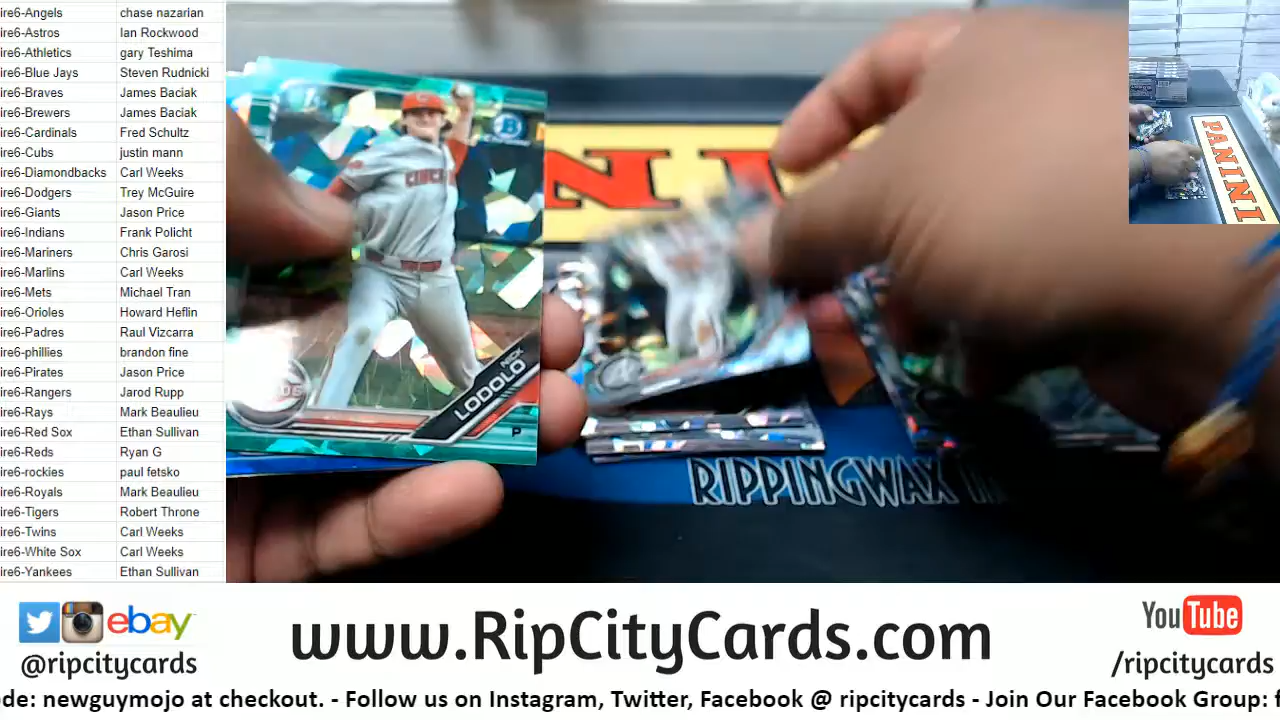 ire6-Angels chase nazarian
ire6-Astros Ian Rockwood
ire6-Athletics gary Teshima
ire6-Blue Jays Steven Rudnicki
ire6-Braves James Baciak
ire6-Brewers James Baciak
ire6-Cardinals Fred Schultz
ire6-Cubs justin mann
ire6-Diamondbacks Carl Weeks
ire6-Dodgers Trey McGuire
ire6-Giants Jason Price
ire6-Indians Frank Policht
ire6-Mariners Chris Garosi
ire6-Marlins Carl Weeks
ire6-Mets Michael Tran
ire6-Orioles Howard Heflin
ire6-Padres Raul Vizcarra
ire6-phillies brandon fine
ire6-Pirates Jason Price
ire6-Rangers Jarod Rupp
ire6-Rays Mark Beaulieu
ire6-Red Sox Ethan Sullivan
ire6-Reds Ryan G
ire6-rockies paul fetsko
ire6-Royals Mark Beaulieu
ire6-Tigers Robert Throne
ire6-Twins Carl Weeks
ire6-White Sox Carl Weeks
ire6-Yankees Ethan Sullivan
B
CINCI
NICK
LODOLO
P
NI
RIPPINGWAX
PANINI
ebay
@ripcitycards
www.RipCityCards.com
YouTube
/ripcitycards
ode: newguymojo at checkout. - Follow us on Instagram, Twitter, Facebook @ ripcitycards - Join Our Facebook Group: f